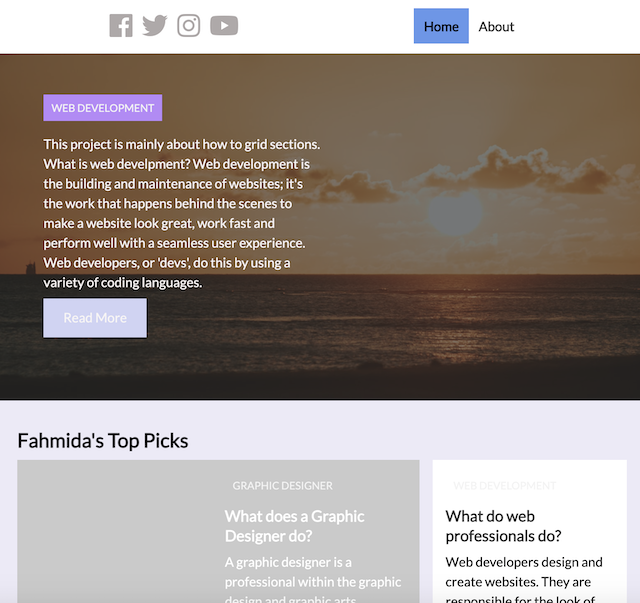 Home About
WEB DEVELOPMENT
This project is mainly about how to grid sections.
What is web develpment? Web development is
the building and maintenance of websites; it's
the work that happens behind the scenes to
make a website look great, work fast and
perform well with a seamless user experience.
Web developers, or 'devs', do this by using a
variety of coding languages.
Read More
Fahmida's Top Picks
GRAPHIC DESIGNER
What does a Graphic
Designer do?
A graphic designer is a
professional within the graphic
design and graphic arts
WEB DEVELOPMENT
What do web
professionals do?
Web developers design and
create websites. They are
responsible for the look of